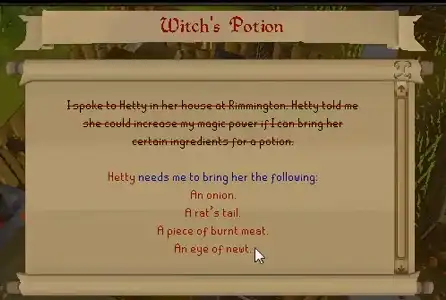 Witch's Potion
I spoke to Hetty in her house at Rimmington. Hetty told me
she could increase my magic power if I can bring her
certain ingredients for a potion.
Hetty needs me to bring her the following:
An onion.
A rat's tail.
A piece of burnt meat.
An eye of newt.